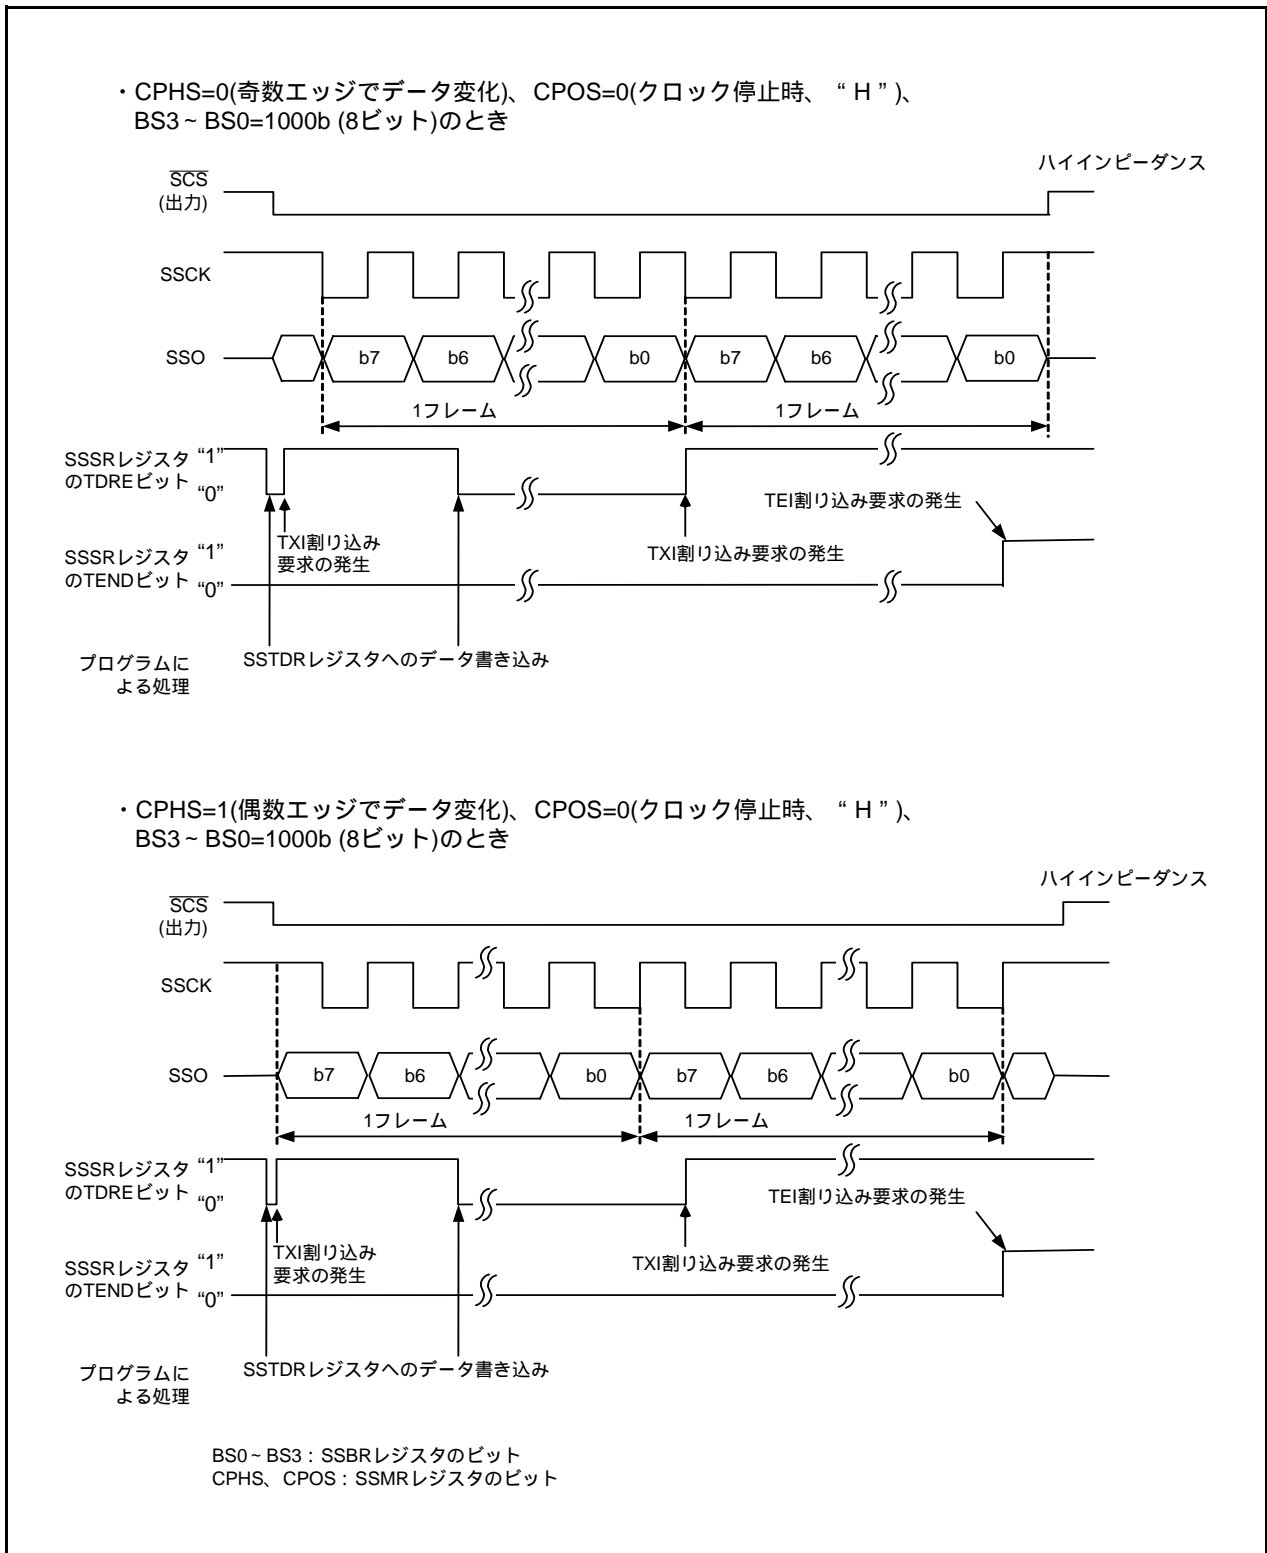 ・CPHS=0(奇数エッジでデータ変化)、CPOS=0(クロック停止時、“H”)、
BS3～BS0=1000b (8ビット)のとき
ハイインピーダンス
SCS
(出力)
SSCK
SSO
b7
b6
b0
b7
b6
b0
1フレーム
1フレーム
SSSRレジスタ
のTDREビット
“1”
“0”
TEI割り込み要求の発生
TXI割り込み
要求の発生
TXI割り込み要求の発生
SSSRレジスタ
のTENDビット
“1”
“0”
プログラムに
よる処理
SSTDRレジスタへのデータ書き込み
・CPHS=1(偶数エッジでデータ変化)、CPOS=0(クロック停止時、“H”)、
BS3～BS0=1000b (8ビット)のとき
ハイインピーダンス
SCS
(出力)
SSCK
SSO
b7
b6
b0
b7
b6
b0
1フレーム
1フレーム
SSSRレジスタ
のTDREビット
“1”
“0”
TEI割り込み要求の発生
TXI割り込み
要求の発生
TXI割り込み要求の発生
SSSRレジスタ
のTENDビット
“1”
“0”
プログラムに
よる処理
SSTDRレジスタへのデータ書き込み
BS0～BS3：SSBRレジスタのビット
CPHS、CPOS：SSMRレジスタのビット